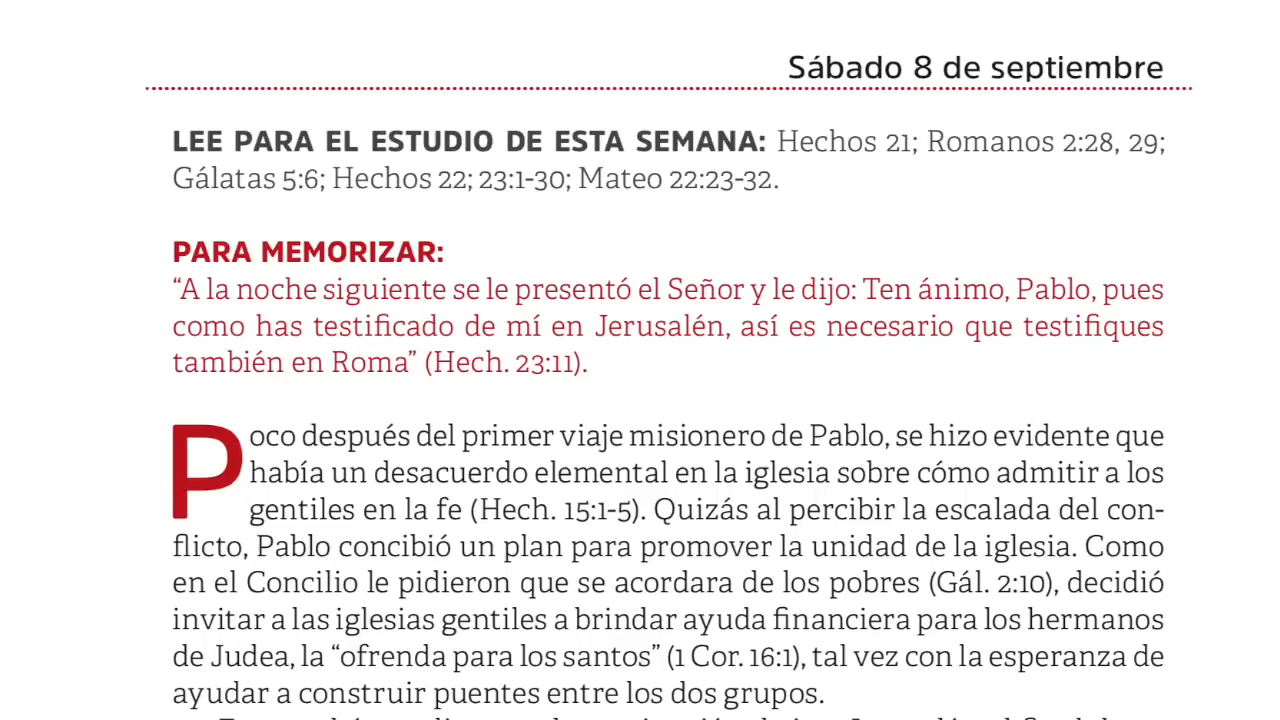 Sábado 8 de septiembre
LEE PARA EL ESTUDIO DE ESTA SEMANA: Hechos 21; Romanos 2:28, 29;
Gálatas 5:6; Hechos 22; 23:1-30; Mateo 22:23-32.
PARA MEMORIZAR:
“A la noche siguiente se le presentó el Señor y le dijo: Ten ánimo, Pablo, pues
como has testificado de mí en Jerusalén, así es necesario que testifiques
también en Roma” (Hech. 23:11).
Poco después del primer viaje misionero de Pablo, se hizo evidente que
había un desacuerdo elemental en la iglesia sobre cómo admitir a los
gentiles en la fe (Hech. 15:1-5). Quizás al percibir la escalada del con-
flicto, Pablo concibió un plan para promover la unidad de la iglesia. Como
en el Concilio le pidieron que se acordara de los pobres (Gál. 2:10), decidió
invitar a las iglesias gentiles a brindar ayuda financiera para los hermanos
de Judea, la “ofrenda para los santos” (1 Cor. 16:1), tal vez con la esperanza de
ayudar a construir puentes entre los dos grupos.